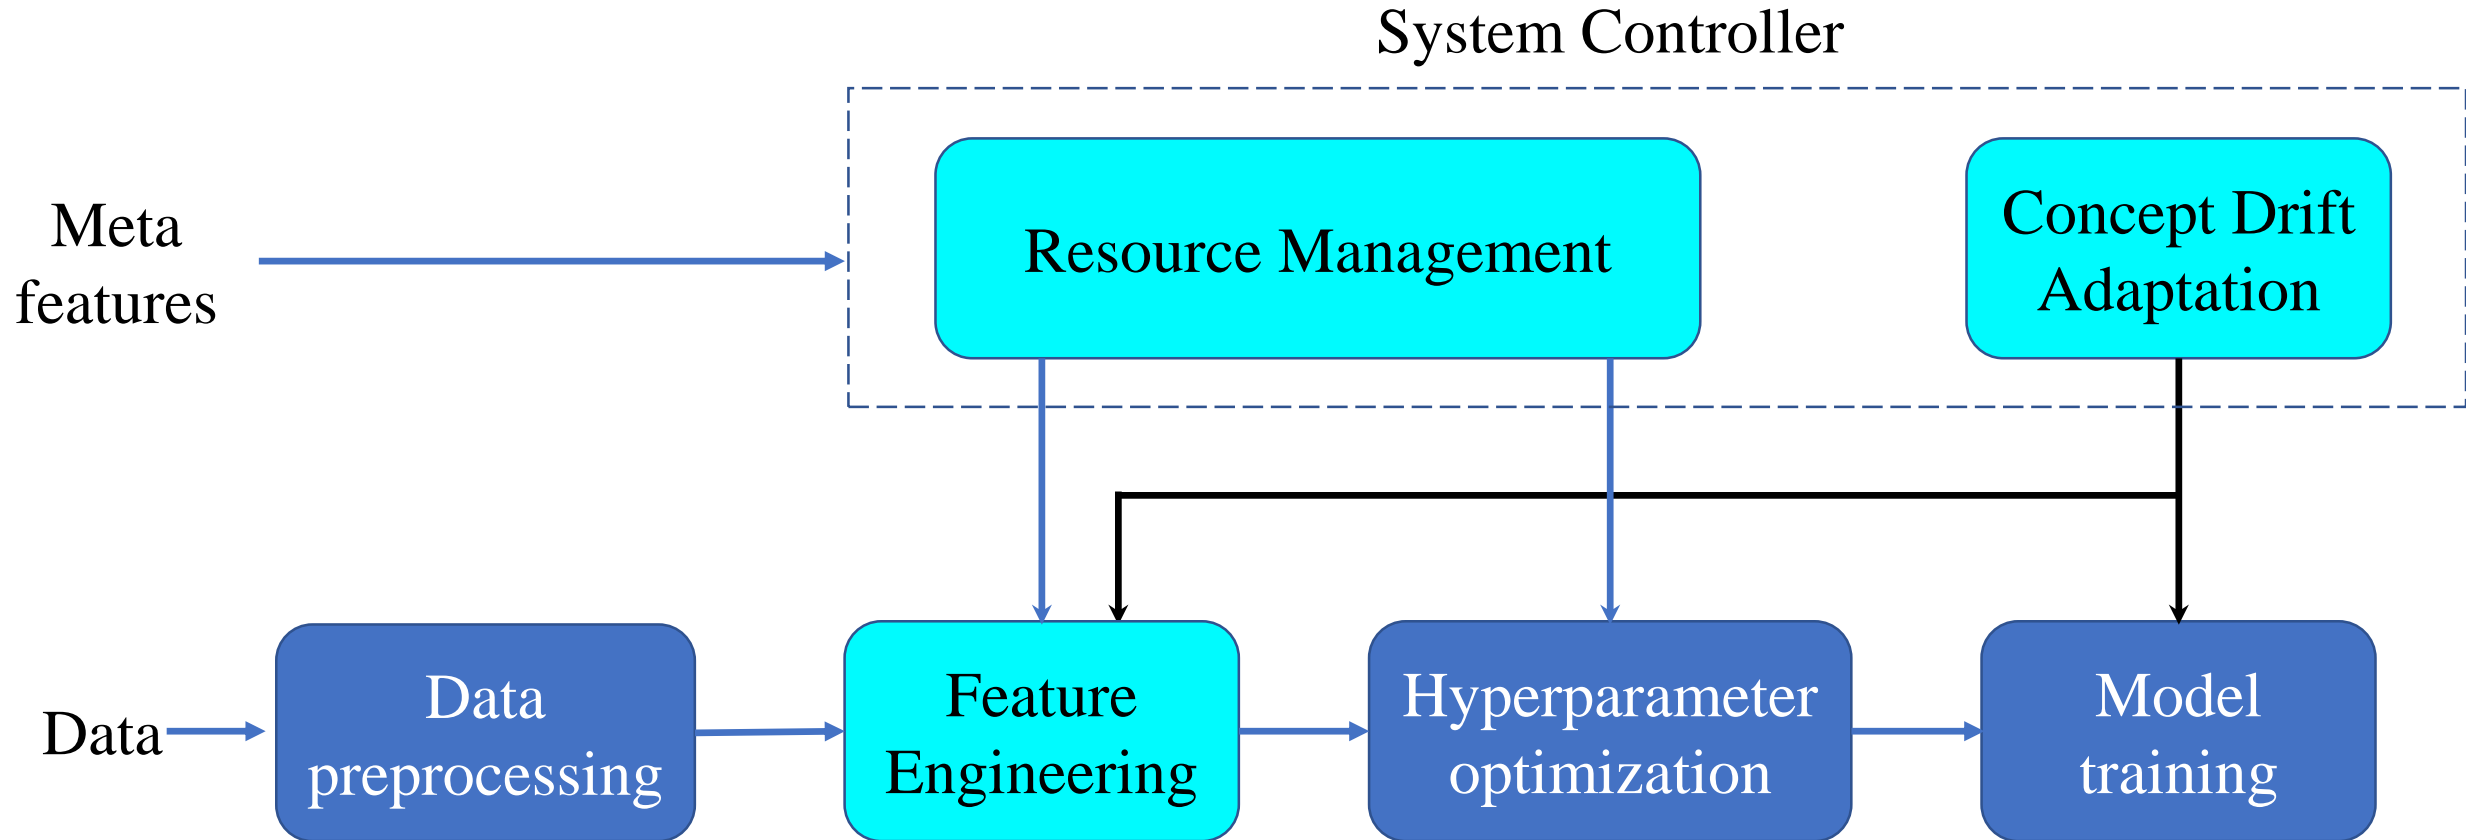 System Controller
Meta
features
Resource Management
Concept Drift
Adaptation
Data
Data
preprocessing
Feature
Engineering
Hyperparameter
optimization
Model
training